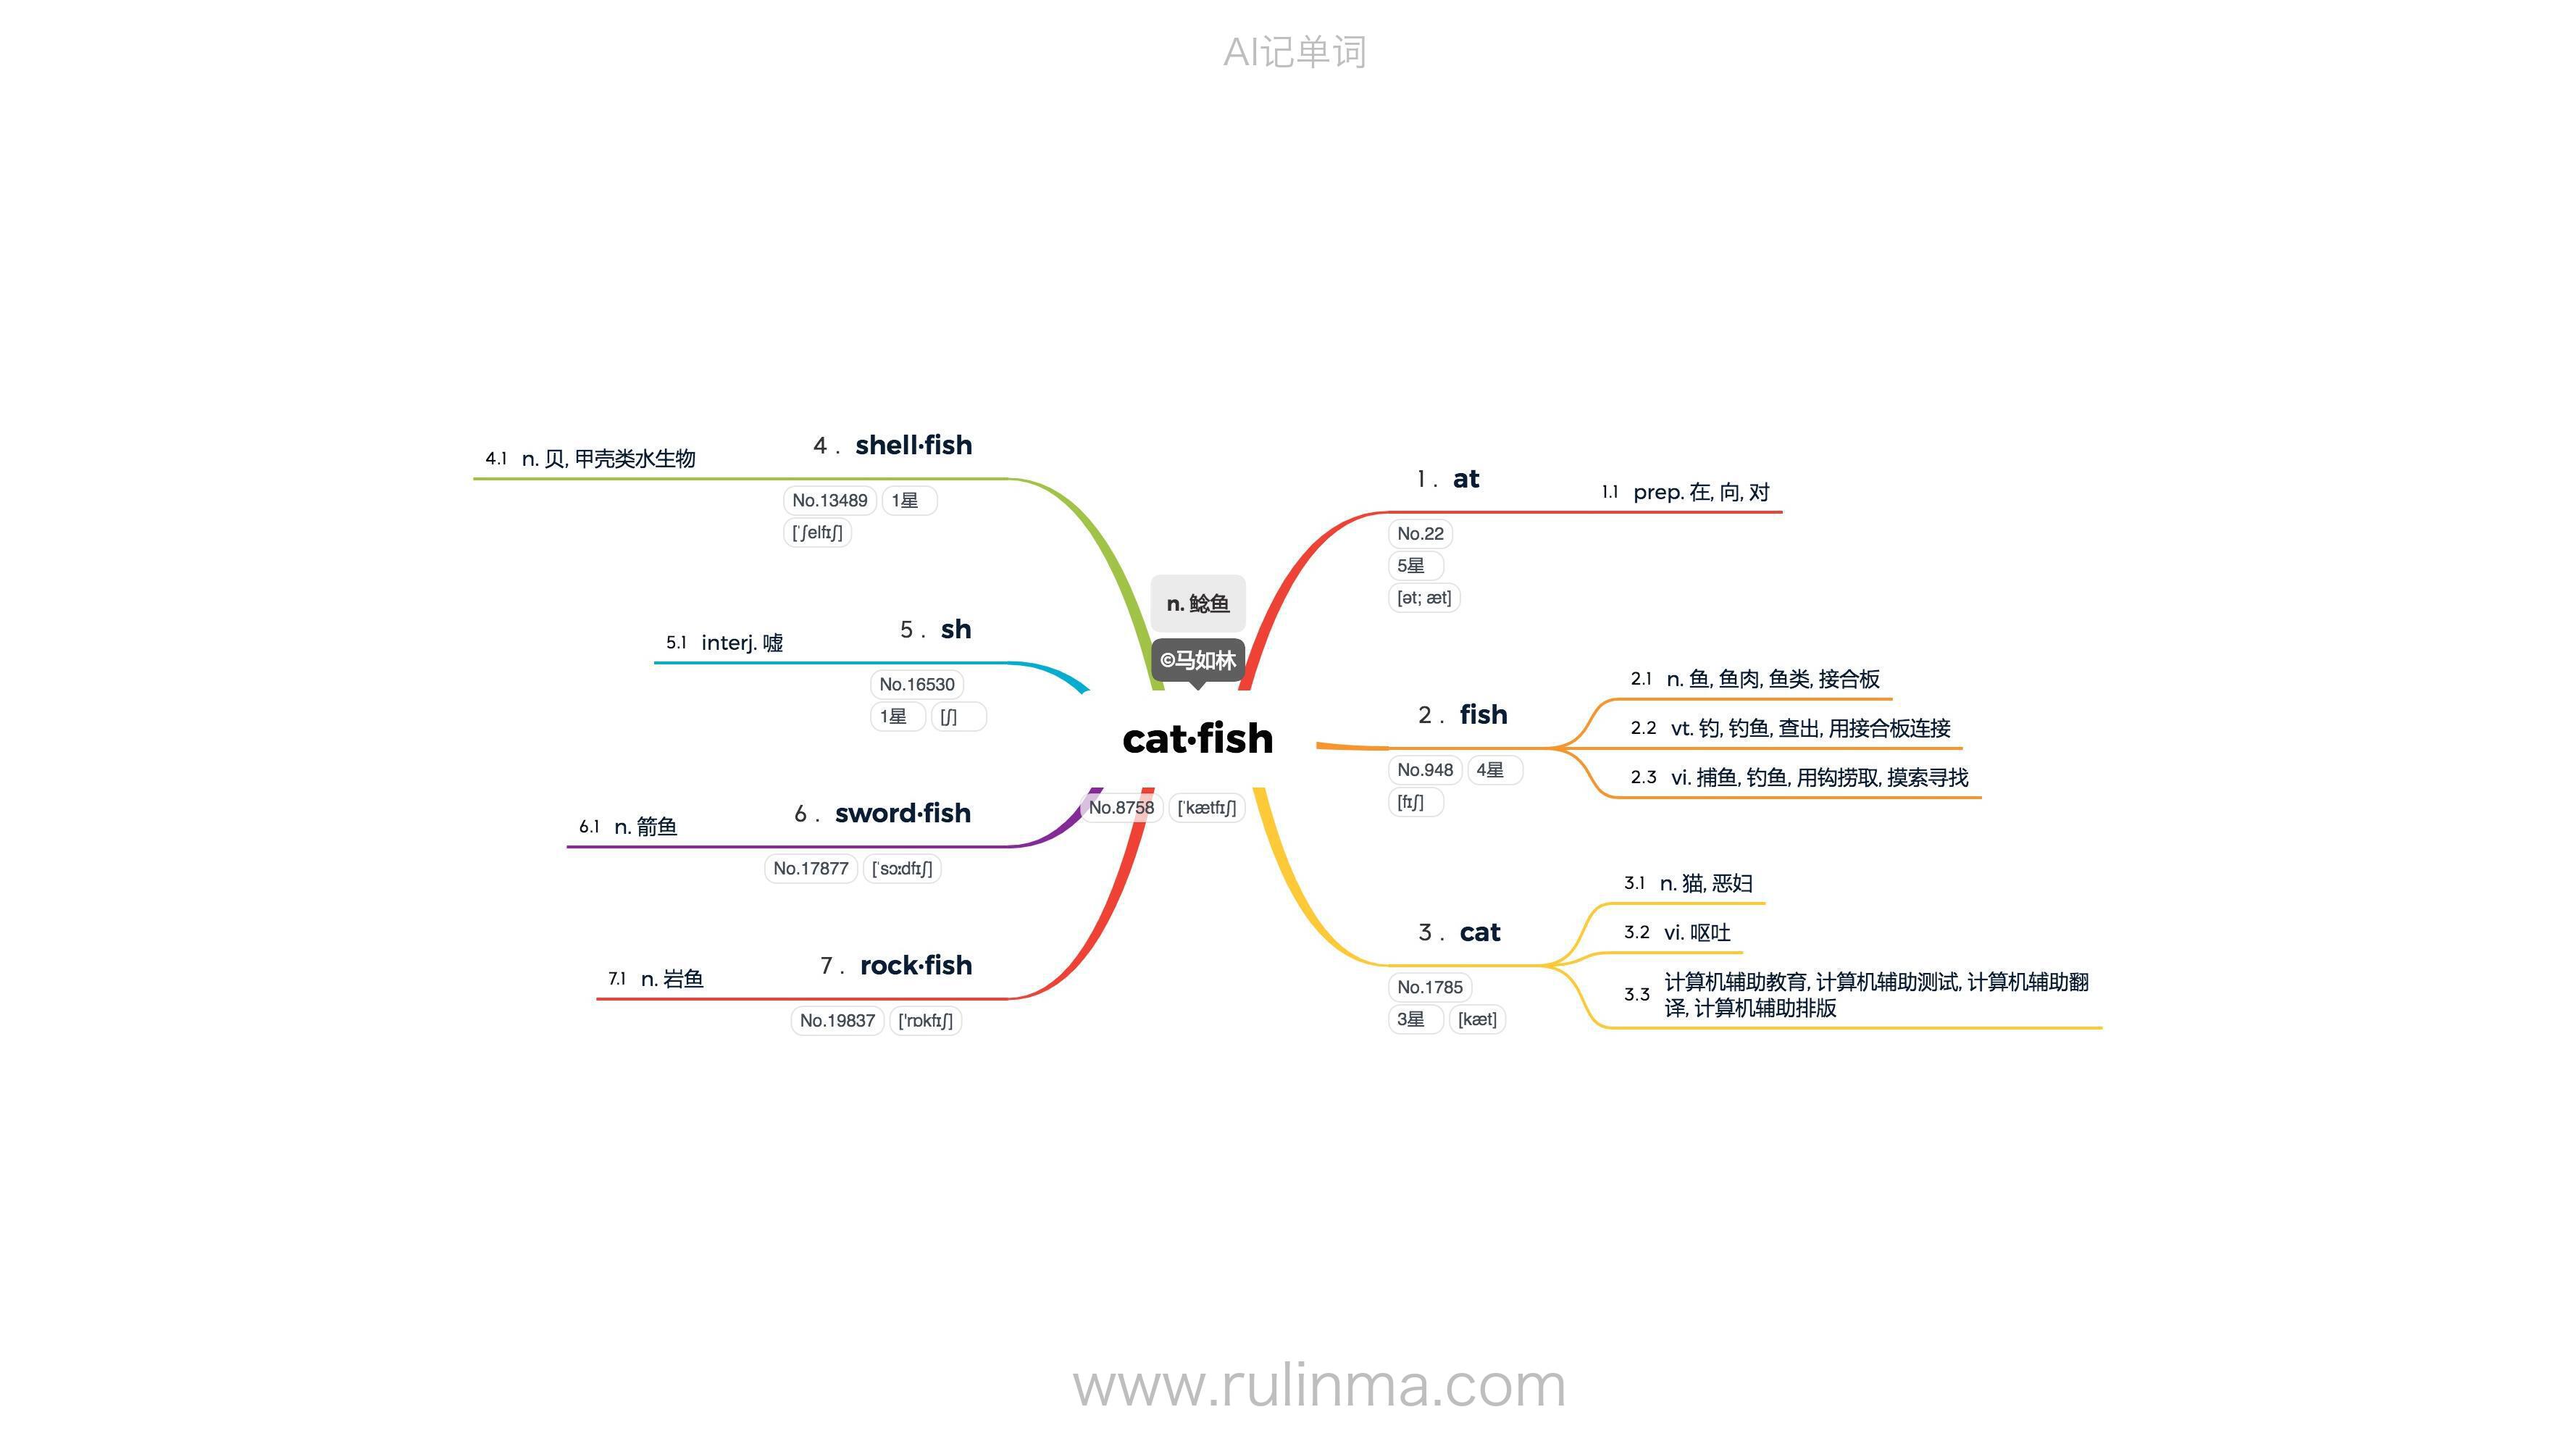 AI记单词
n. 鲶鱼
©马如林
cat·fish
No.8758 [ˈkætfɪʃ]
1 . at
No.22
5星
[ət; æt]
1.1 prep. 在, 向, 对
2 . fish
No.948 4星
[fɪʃ]
2.1 n. 鱼, 鱼肉, 鱼类, 接合板
2.2 vt. 钓, 钓鱼, 查出, 用接合板连接
2.3 vi. 捕鱼, 钓鱼, 用钩捞取, 摸索寻找
3 . cat
No.1785
3星 [kæt]
3.1 n. 猫, 恶妇
3.2 vi. 呕吐
3.3 计算机辅助教育, 计算机辅助测试, 计算机辅助翻
译, 计算机辅助排版
4 . shell·fish
No.13489 1星
[ˈʃelfɪʃ]
4.1 n. 贝, 甲壳类水生物
5 . sh
No.16530
1星 [ʃ]
5.1 interj. 嘘
6 . sword·fish
No.17877 [ˈsɔːdfɪʃ]
6.1 n. 箭鱼
7 . rock·fish
No.19837 ['rɒkfɪʃ]
7.1 n. 岩鱼
www.rulinma.com